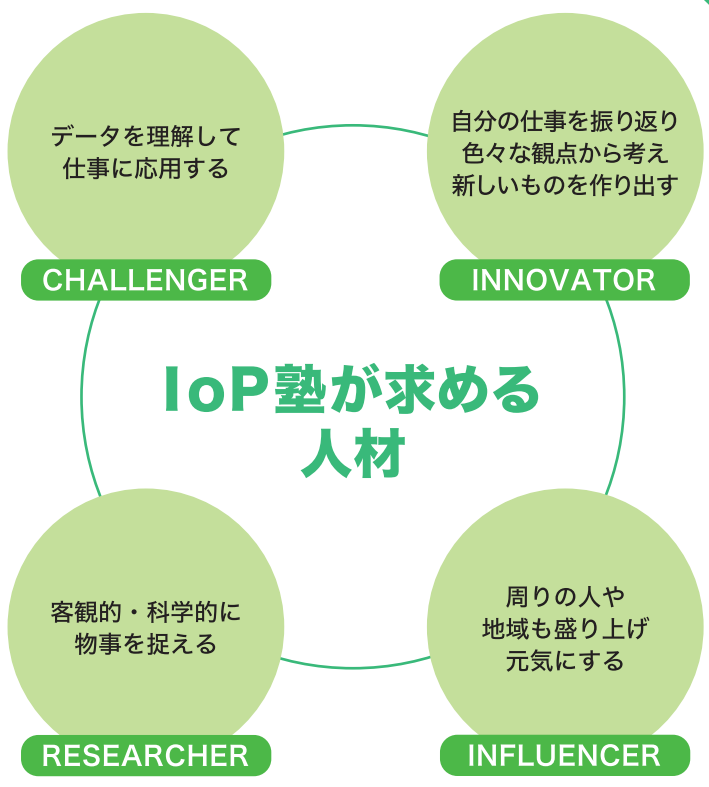 データを理解して
仕事に応用する
CHALLENGER
自分の仕事を振り返り
色々な観点から考え
新しいものを作り出す
INNOVATOR
IoP塾が求める
人材
客観的・科学的に
物事を捉える
RESEARCHER
周りの人や
地域も盛り上げ
元気にする
INFLUENCER